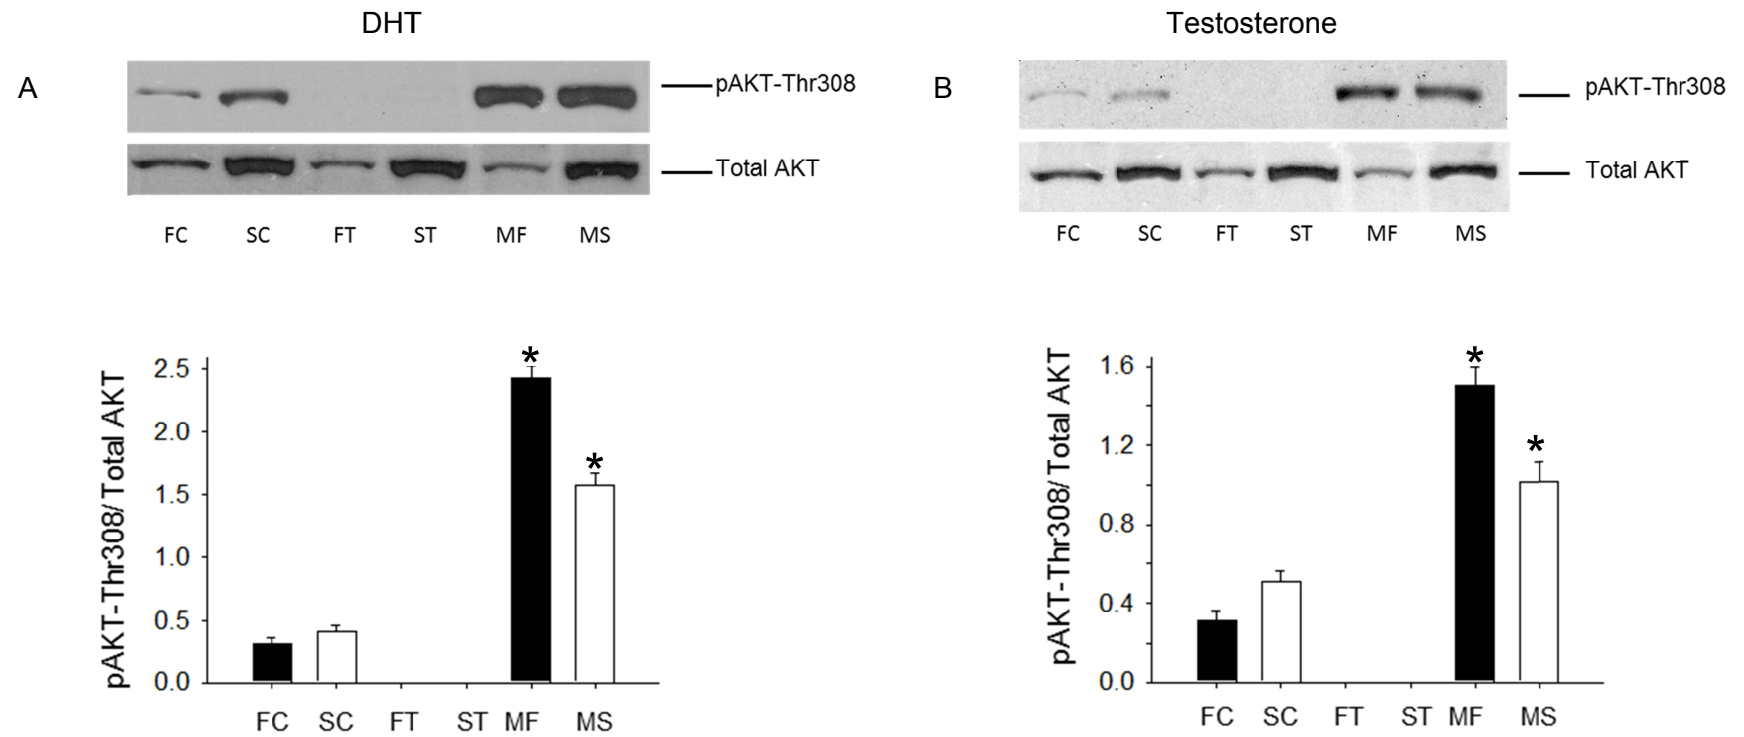 DHT
Testosterone
A
pAKT-Thr308
Total AKT
FC SC FT ST MF MS
B
pAKT-Thr308
Total AKT
FC SC FT ST MF MS
pAKT-Thr308/Total AKT
2.5
2.0
1.5
1.0
0.5
0.0
*
*
FC SC FT ST MF MS
pAKT-Thr308/Total AKT
1.6
1.2
0.8
0.4
0.0
*
*
FC SC FT ST MF MS